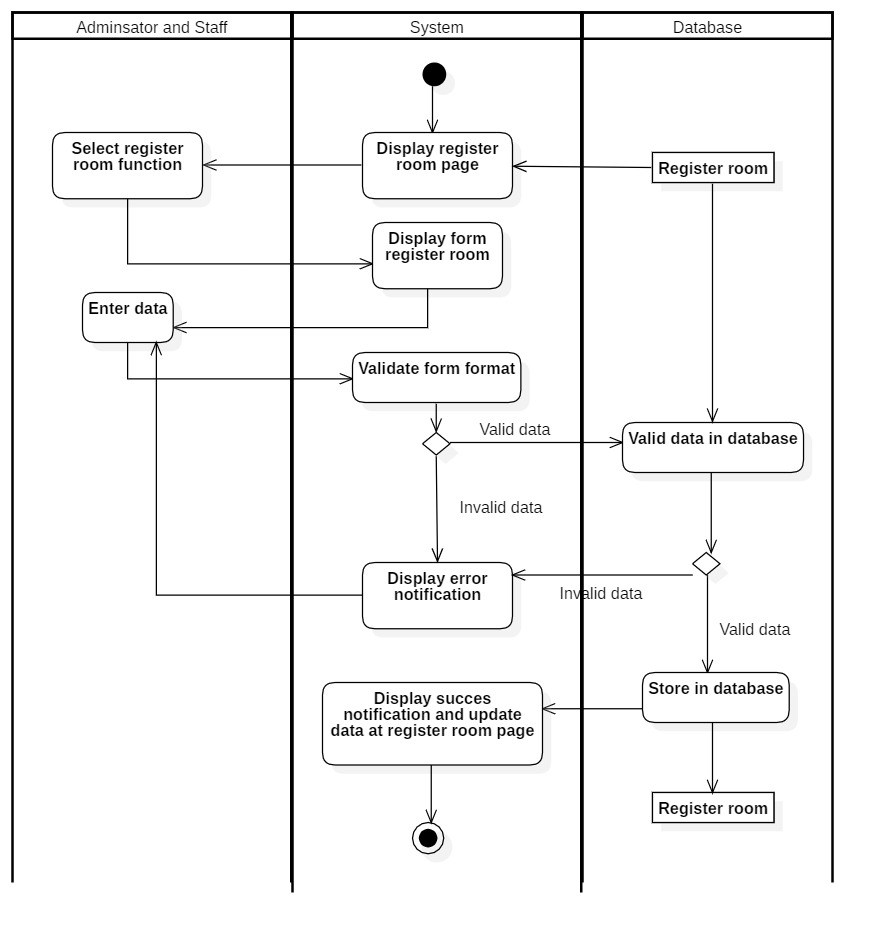 Adminsator and Staff
System
Database
Select register
room function
Display register
room page
Register room
Display form
register room
Enter data
Validate form format
Valid data
Valid data in database
Invalid data
Display error
notification
Invalid data
Valid data
Store in database
Display succes
notification and update
data at register room page
Register room